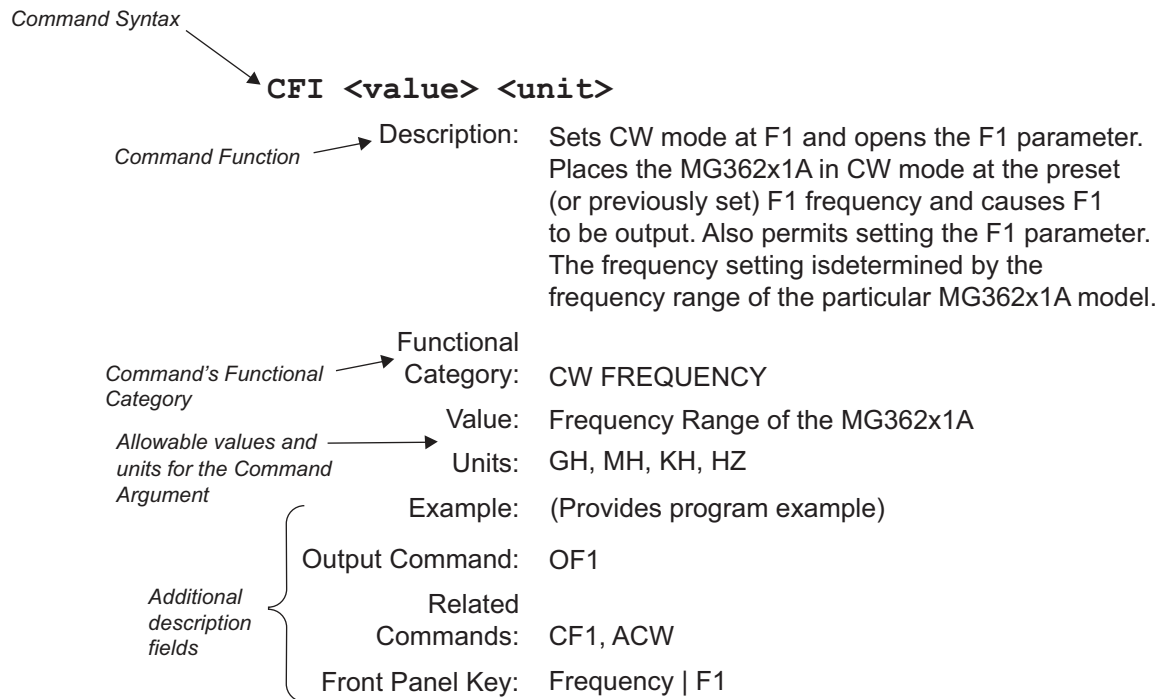 Command Syntax
CFI <value> <unit>
Command Function
Description: Sets CW mode at F1 and opens the F1 parameter.
Places the MG362x1A in CW mode at the preset
(or previously set) F1 frequency and causes F1
to be output. Also permits setting the F1 parameter.
The frequency setting isdetermined by the
frequency range of the particular MG362x1A model.
Command's Functional
Category
Functional
Category: CW FREQUENCY
Allowable values and
units for the Command
Argument
Value: Frequency Range of the MG362x1A
Units: GH, MH, KH, HZ
Additional
description
fields
Example: (Provides program example)
Output Command: OF1
Related
Commands: CF1, ACW
Front Panel Key: Frequency | F1